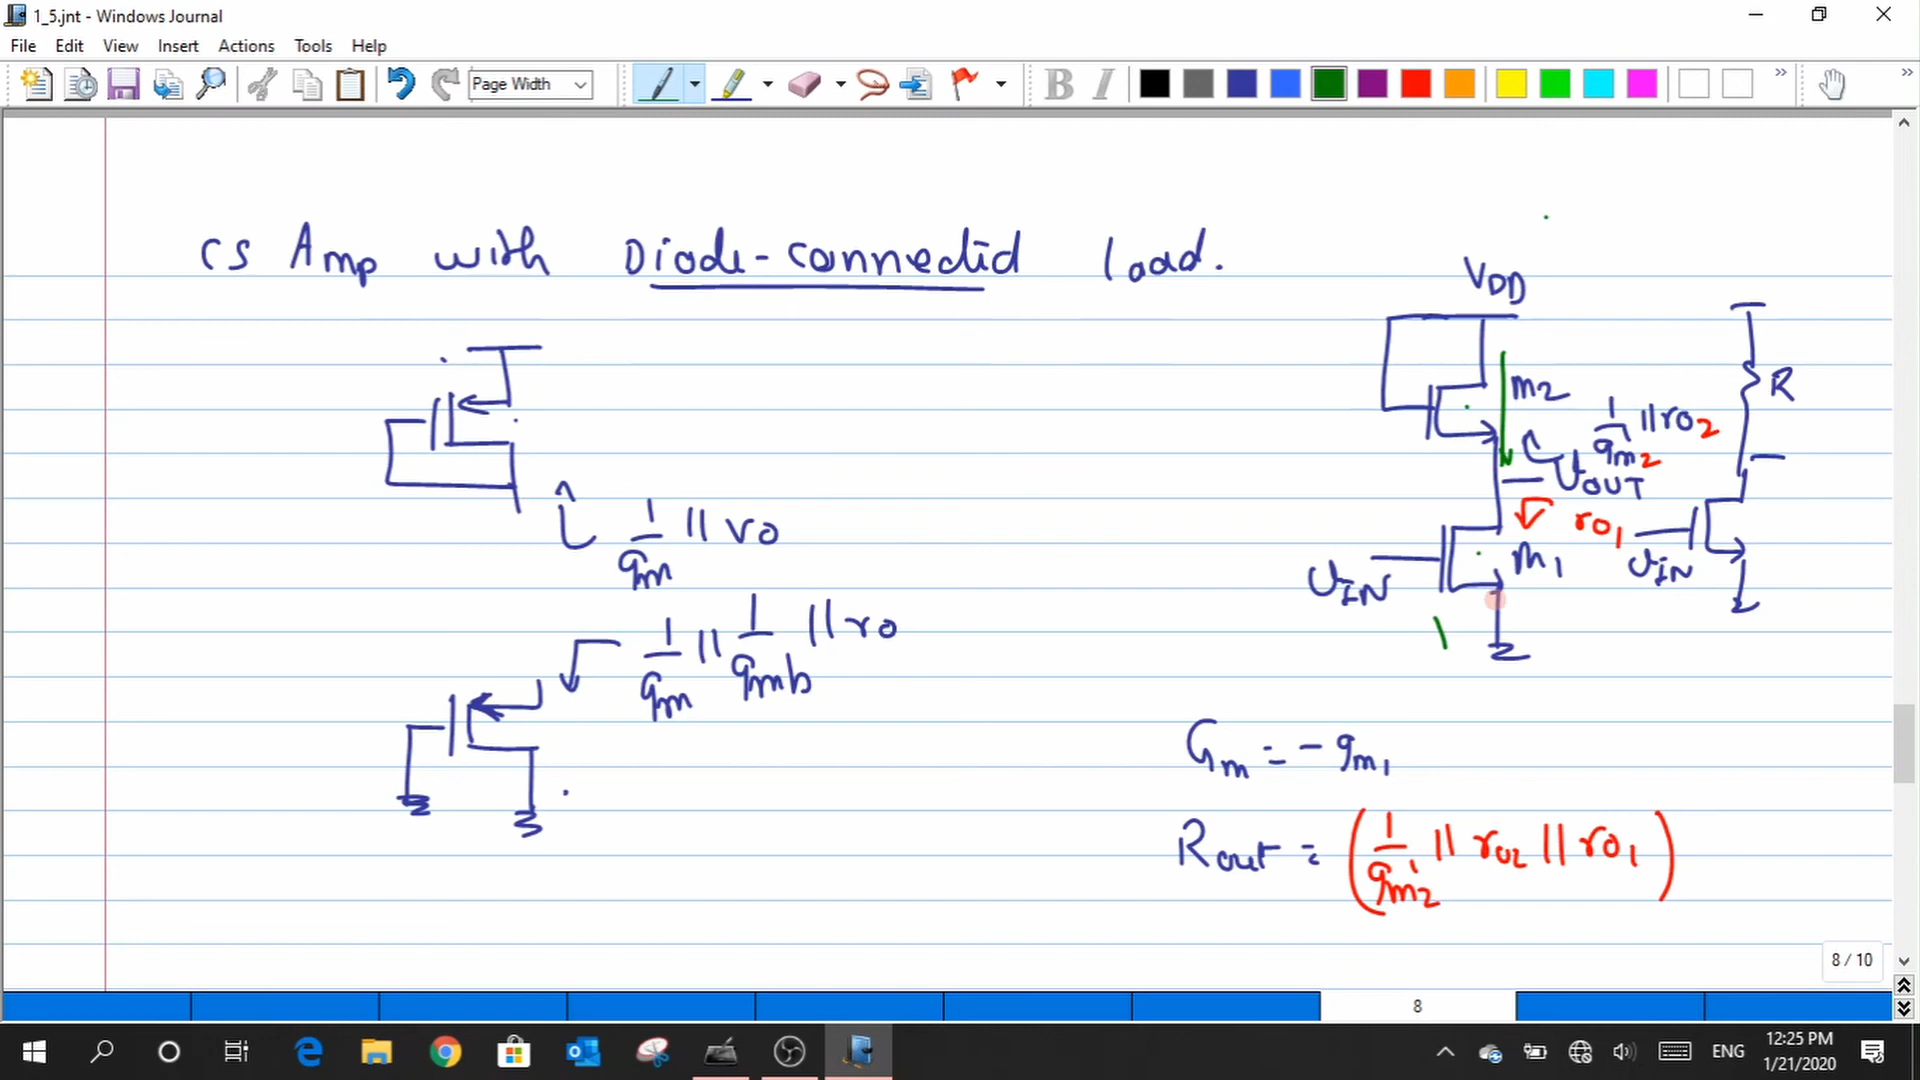 1_5.jnt - Windows Journal
File Edit View Insert Actions Tools Help
Page Width
B I
CS Amp with Diode-connected load.
VDD
M2
R
1/gm2 || ro2
VOUT
ro1
1/gm || ro
VIN
M1
VIN
1/gm || 1/gmb || ro
Gm = - gm1
Rout = (1/gm2 || ro2 || ro1)
8 / 10
8
ENG
12:25 PM
1/21/2020